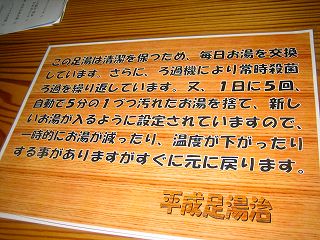 この足湯は清潔を保つため、毎日お湯を交換
しています。さらに、ろ過機により常時殺菌
ろ過を繰り返しています。又、1日に5回、
自動で5分の1づつ汚れたお湯を捨て、新し
いお湯が入るように設定されていますので、
一時的にお湯が減ったり、温度が下がったり
する事がありますがすぐに元に戻ります。
平成足湯治